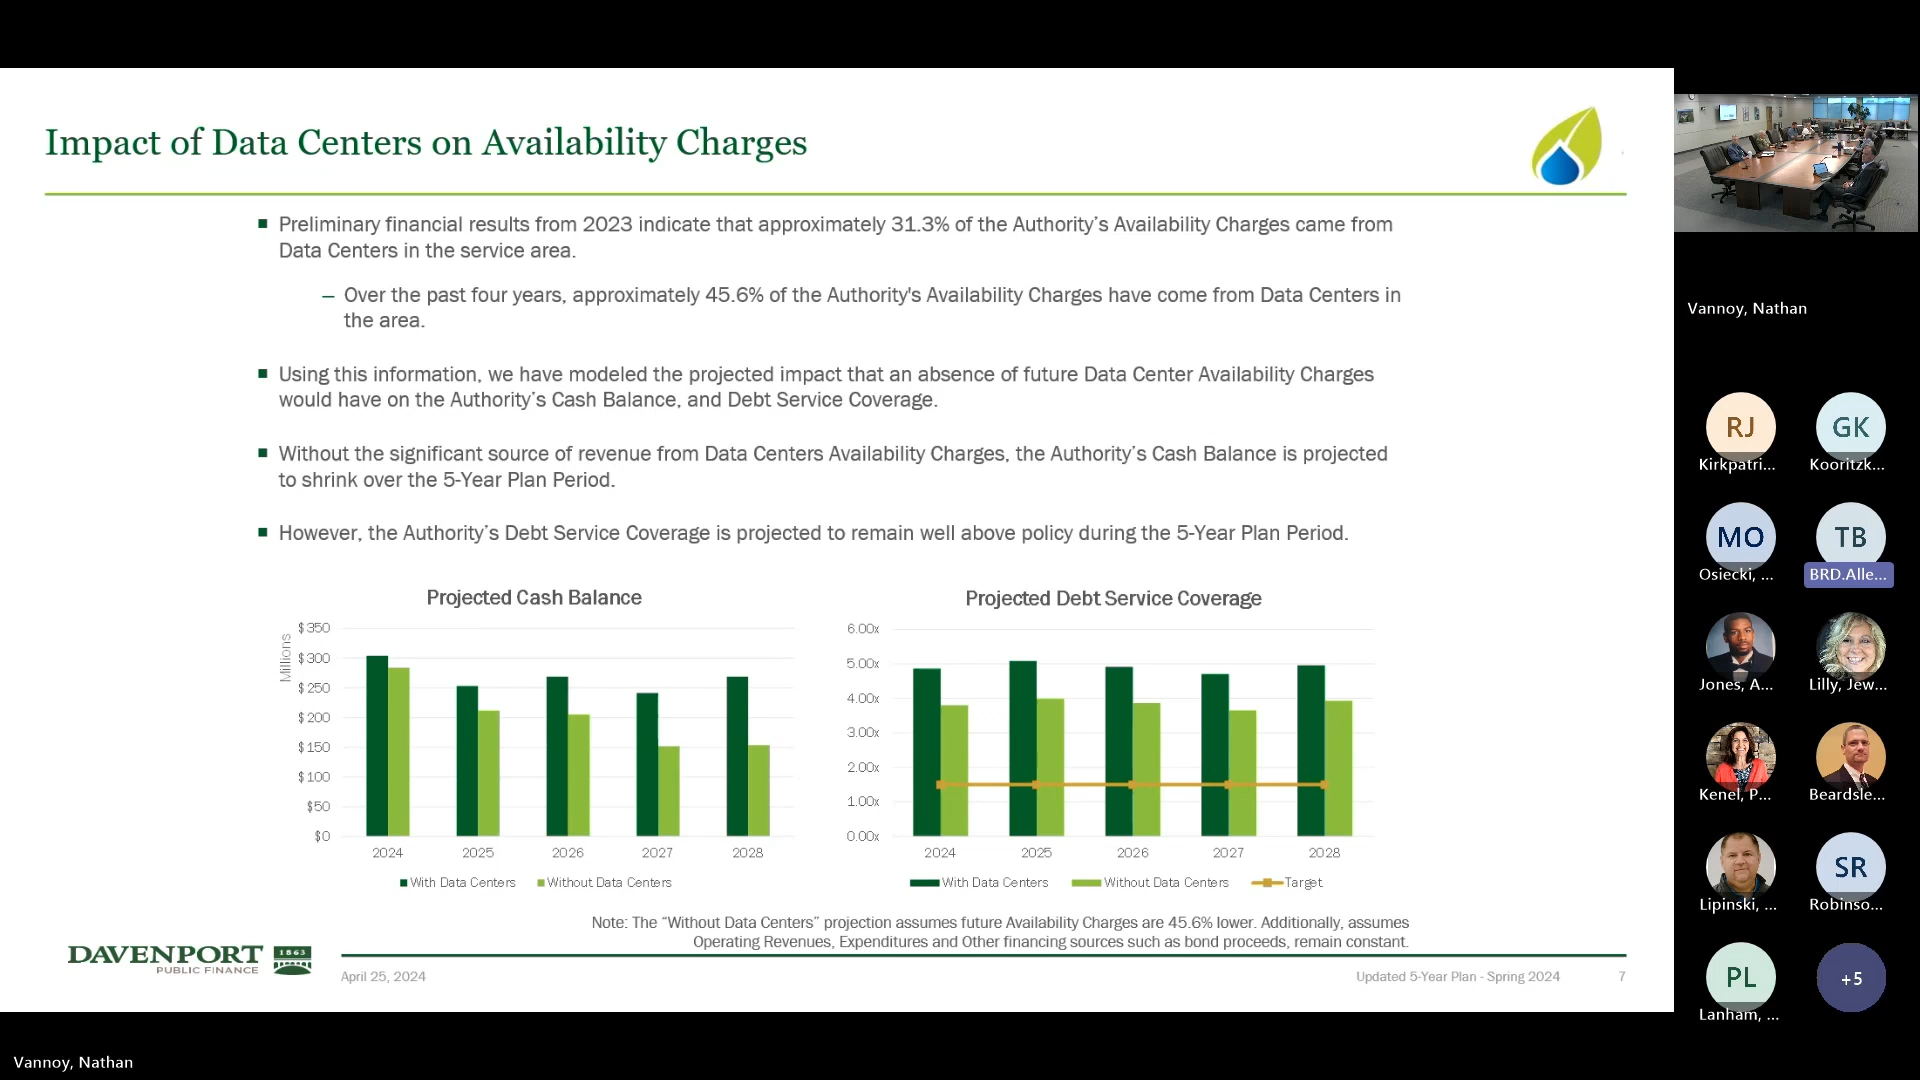 Impact of Data Centers on Availability Charges
Preliminary financial results from 2023 indicate that approximately 31.3% of the Authority’s Availability Charges came from
Data Centers in the service area.
– Over the past four years, approximately 45.6% of the Authority's Availability Charges have come from Data Centers in
the area.
Using this information, we have modeled the projected impact that an absence of future Data Center Availability Charges
would have on the Authority’s Cash Balance, and Debt Service Coverage.
Without the significant source of revenue from Data Centers Availability Charges, the Authority’s Cash Balance is projected
to shrink over the 5-Year Plan Period.
However, the Authority’s Debt Service Coverage is projected to remain well above policy during the 5-Year Plan Period.
Projected Cash Balance
Millions
$350
$300
$250
$200
$150
$100
$50
$0
2024 2025 2026 2027 2028
With Data Centers Without Data Centers
Projected Debt Service Coverage
6.00x
5.00x
4.00x
3.00x
2.00x
1.00x
0.00x
2024 2025 2026 2027 2028
With Data Centers Without Data Centers Target
Note: The “Without Data Centers” projection assumes future Availability Charges are 45.6% lower. Additionally, assumes
Operating Revenues, Expenditures and Other financing sources such as bond proceeds, remain constant.
DAVENPORT 1863
PUBLIC FINANCE
April 25, 2024
Updated 5-Year Plan - Spring 2024 7
Vannoy, Nathan
RJ GK
Kirkpatri... Kooritzk...
MO TB
Osiecki, ... BRD.Alle...
Jones, A... Lilly, Jew...
Kenel, P... Beardsle...
SR
Lipinski, ... Robinso...
PL +5
Lanham, ...
Vannoy, Nathan